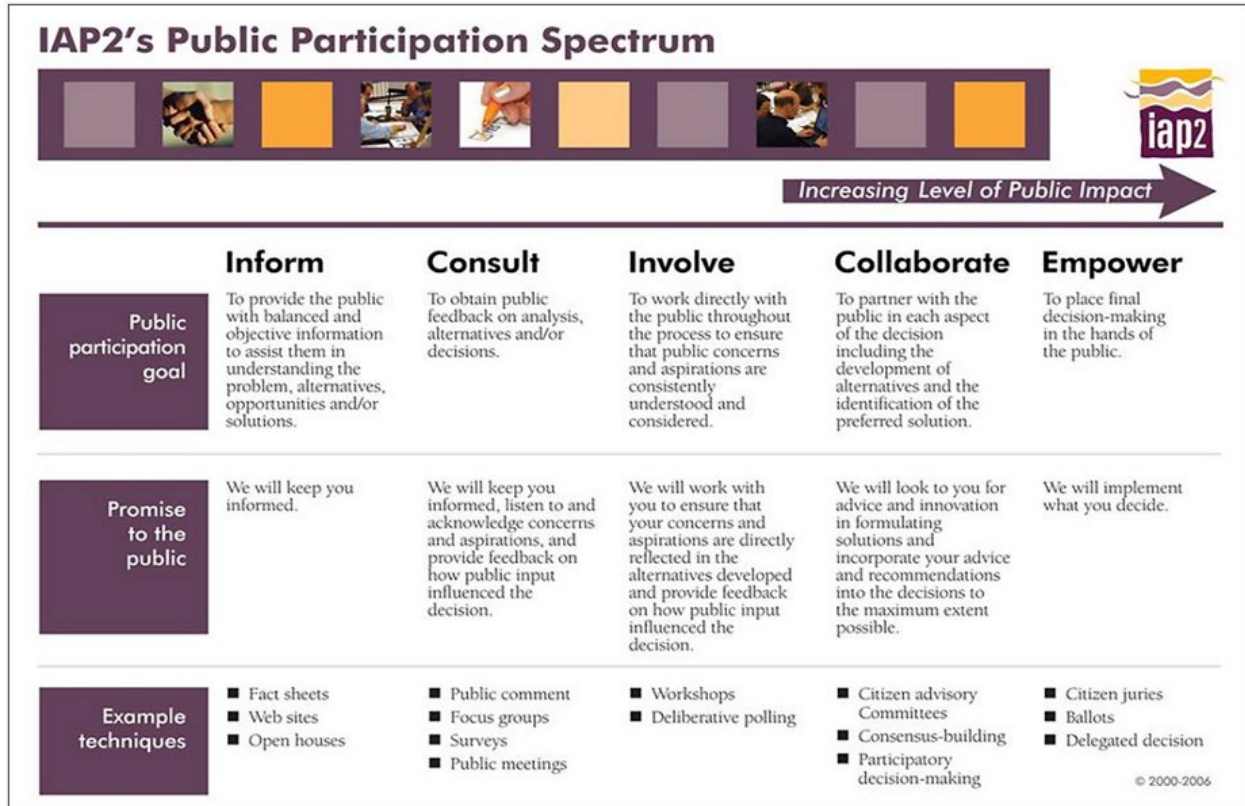 IAP2's Public Participation Spectrum
iap2
Increasing Level of Public Impact
Inform
Consult
Involve
Collaborate
Empower
Public
participation
goal
To provide the public
with balanced and
objective information
to assist them in
understanding the
problem, alternatives,
opportunities and/or
solutions.
To obtain public
feedback on analysis,
alternatives and/or
decisions.
To work directly with
the public throughout
the process to ensure
that public concerns
and aspirations are
consistently
understood and
considered.
To partner with the
public in each aspect
of the decision
including the
development of
alternatives and the
identification of the
preferred solution.
To place final
decision-making
in the hands of
the public.
Promise
to the
public
We will keep you
informed.
We will keep you
informed, listen to and
acknowledge concerns
and aspirations, and
provide feedback on
how public input
influenced the
decision.
We will work with
you to ensure that
your concerns and
aspirations are directly
reflected in the
alternatives developed
and provide feedback
on how public input
influenced the
decision.
We will look to you for
advice and innovation
in formulating
solutions and
incorporate your advice
and recommendations
into the decisions to
the maximum extent
possible.
We will implement
what you decide.
Example
techniques
■ Fact sheets
■ Web sites
■ Open houses
■ Public comment
■ Focus groups
■ Surveys
■ Public meetings
■ Workshops
■ Deliberative polling
■ Citizen advisory
Committees
■ Consensus-building
■ Participatory
decision-making
■ Citizen juries
■ Ballots
■ Delegated decision
© 2000-2006